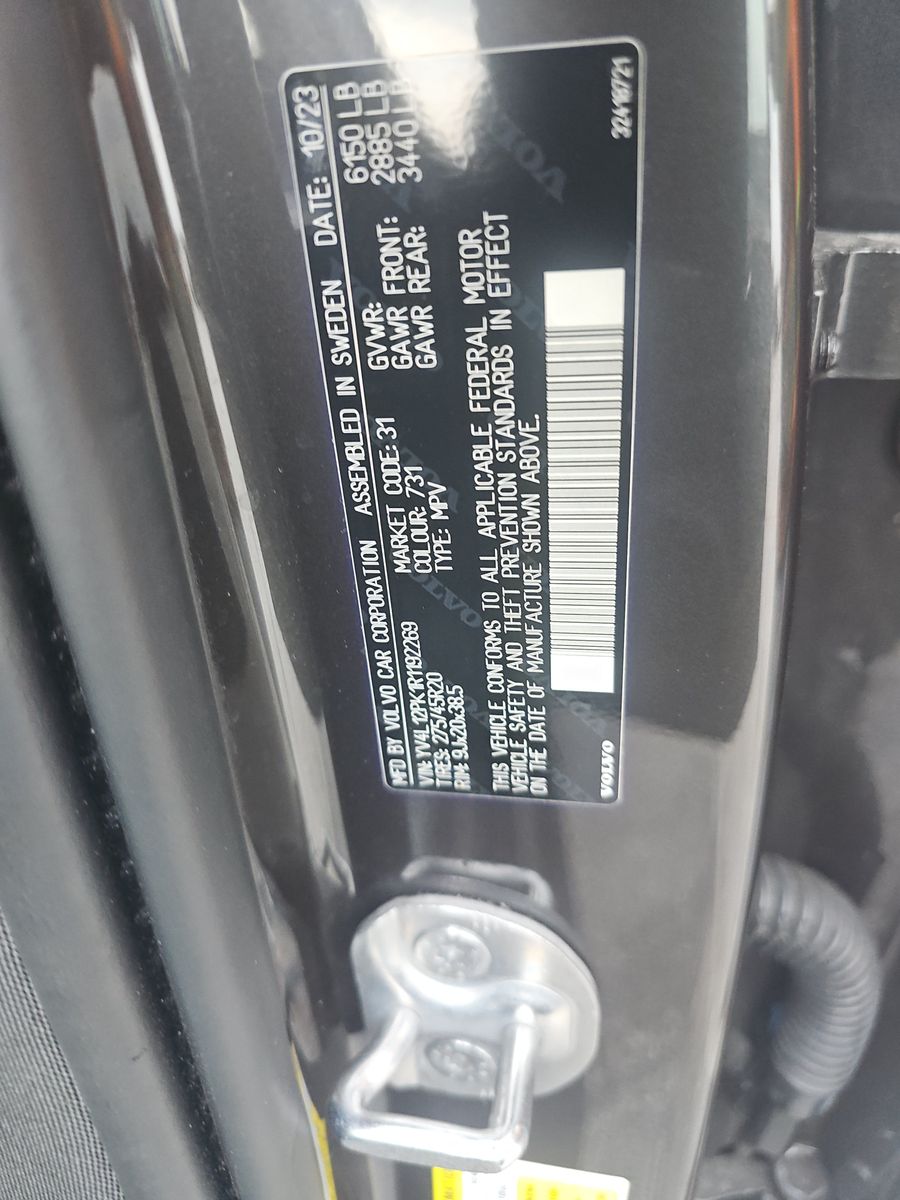 MFD BY VOLVO CAR CORPORATION ASSEMBLED IN SWEDEN DATE: 10/23
VIN: YV4L12PK1R1192269 MARKET CODE: 31 GVWR: 6150 LB
TIRES: 275/45R20 COLOUR: 731 GAWR FRONT: 2885 LB
RIM: 9Jx20x38.5 TYPE: MPV GAWR REAR: 3440 LB
THIS VEHICLE CONFORMS TO ALL APPLICABLE FEDERAL MOTOR
VEHICLE SAFETY AND THEFT PREVENTION STANDARDS IN EFFECT
ON THE DATE OF MANUFACTURE SHOWN ABOVE.
VOLVO 32418721